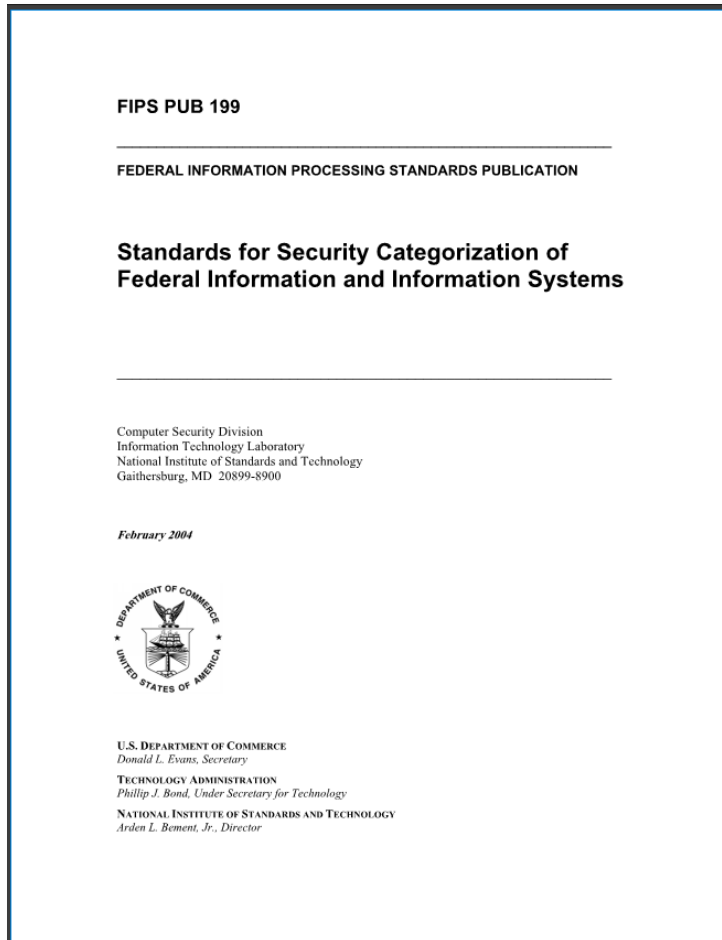 FIPS PUB 199
FEDERAL INFORMATION PROCESSING STANDARDS PUBLICATION
Standards for Security Categorization of
Federal Information and Information Systems
Computer Security Division
Information Technology Laboratory
National Institute of Standards and Technology
Gaithersburg, MD 20899-8900
February 2004
DEPARTMENT OF COMMERCE
UNITED STATES OF AMERICA
U.S. DEPARTMENT OF COMMERCE
Donald L. Evans, Secretary
TECHNOLOGY ADMINISTRATION
Phillip J. Bond, Under Secretary for Technology
NATIONAL INSTITUTE OF STANDARDS AND TECHNOLOGY
Arden L. Bement, Jr., Director